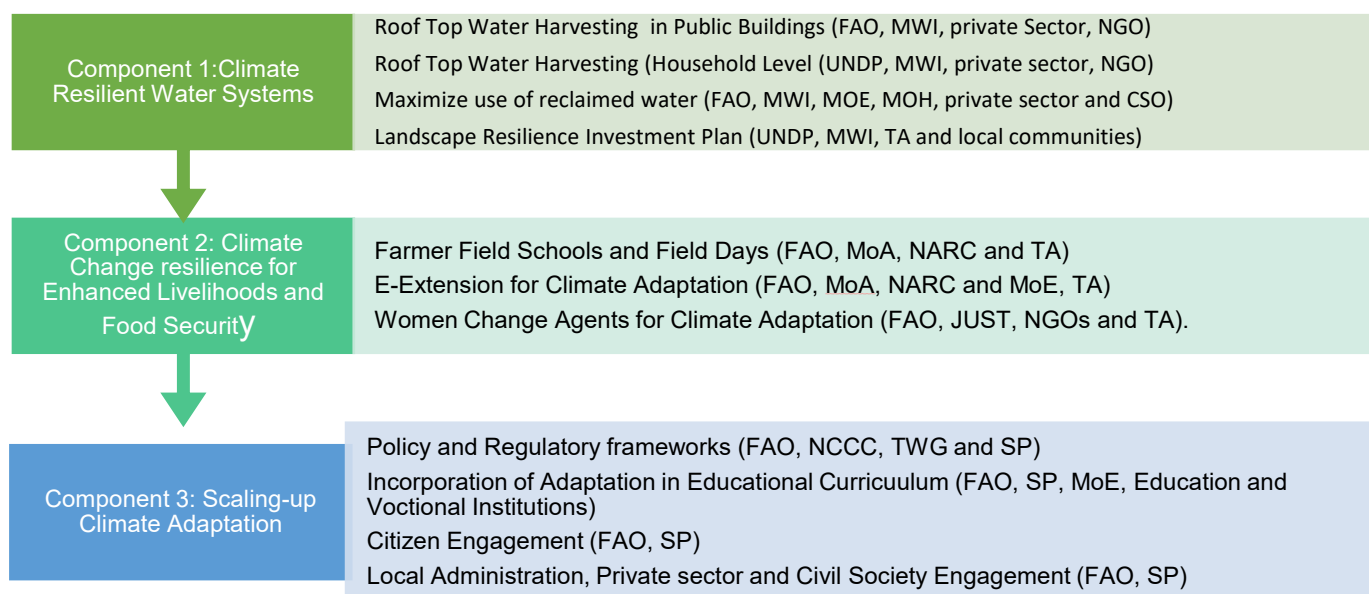 Component 1:Climate
Resilient Water Systems
Roof Top Water Harvesting  in Public Buildings (FAO, MWI, private Sector, NGO)
Roof Top Water Harvesting (Household Level (UNDP, MWI, private sector, NGO)
Maximize use of reclaimed water (FAO, MWI, MOE, MOH, private sector and CSO)
Landscape Resilience Investment Plan (UNDP, MWI, TA and local communities)
Component 2: Climate
Change resilience for
Enhanced Livelihoods and
Food Security
Farmer Field Schools and Field Days (FAO, MoA, NARC and TA)
E-Extension for Climate Adaptation (FAO, MoA, NARC and MoE, TA)
Women Change Agents for Climate Adaptation (FAO, JUST, NGOs and TA).
Component 3: Scaling-up
Climate Adaptation
Policy and Regulatory frameworks (FAO, NCCC, TWG and SP)
Incorporation of Adaptation in Educational Curricuulum (FAO, SP, MoE, Education and
Voctional Institutions)
Citizen Engagement (FAO, SP)
Local Administration, Private sector and Civil Society Engagement (FAO, SP)